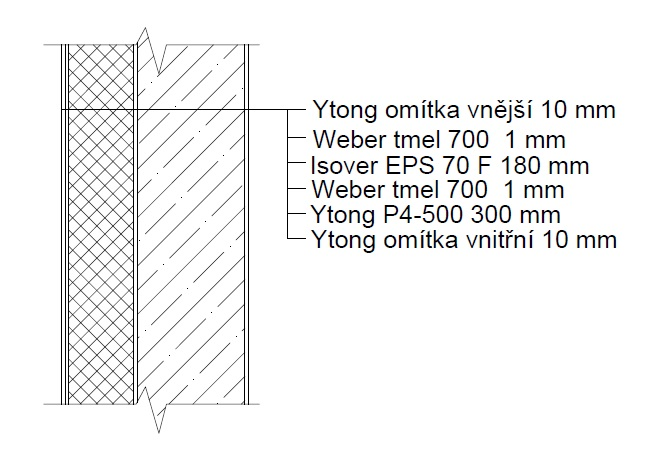 Ytong omítka vnější 10 mm
Weber tmel 700  1 mm
Isover EPS 70 F 180 mm
Weber tmel 700  1 mm
Ytong P4-500 300 mm
Ytong omítka vnitřní 10 mm